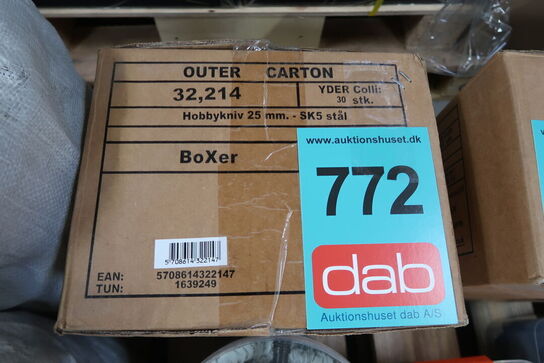 OUTER CARTON
32,214
YDER Colli:
30 stk.
Hobbykniv 25 mm. - SK5 stål
BoXer
www.auktionshuset.dk
772
dab
Auktionshuset dab A/S
5708614322147
EAN: 5708614322147
TUN: 1639249